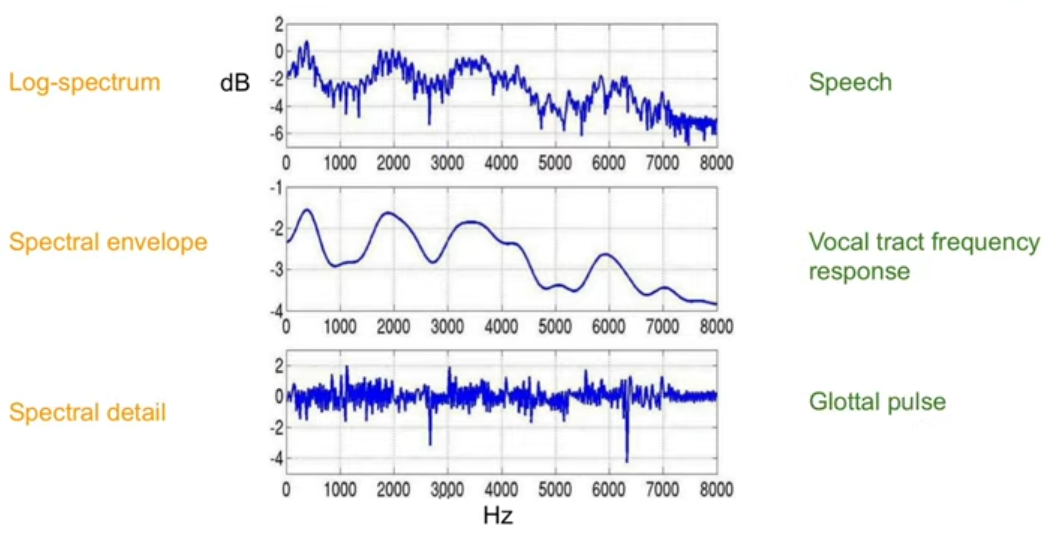 2
0
Log-spectrum dB -2 Speech
-4
-6
0 1000 2000 3000 4000 5000 6000 7000 8000
-1
-2
Spectral envelope Vocal tract frequency
response
-3
-4
0 1000 2000 3000 4000 5000 6000 7000 8000
2
0
Spectral detail Glottal pulse
-2
-4
0 1000 2000 3000 4000 5000 6000 7000 8000
Hz